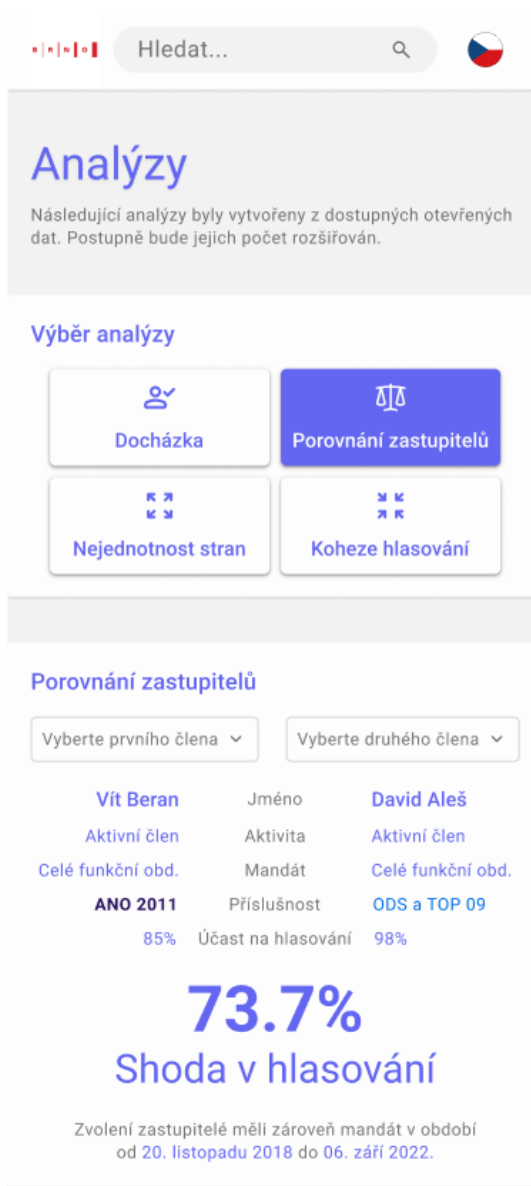 B|R|N|O|
Hledat...
Analýzy
Následující analýzy byly vytvořeny z dostupných otevřených
dat. Postupně bude jejich počet rozšiřován.
Výběr analýzy
Docházka
Porovnání zastupitelů
Nejednotnost stran
Koheze hlasování
Porovnání zastupitelů
Vyberte prvního člena
Vyberte druhého člena
Vít Beran Jméno David Aleš
Aktivní člen Aktivita Aktivní člen
Celé funkční obd. Mandát Celé funkční obd.
ANO 2011 Příslušnost ODS a TOP 09
85% Účast na hlasování 98%
73.7%
Shoda v hlasování
Zvolení zastupitelé měli zároveň mandát v období
od 20. listopadu 2018 do 06. září 2022.